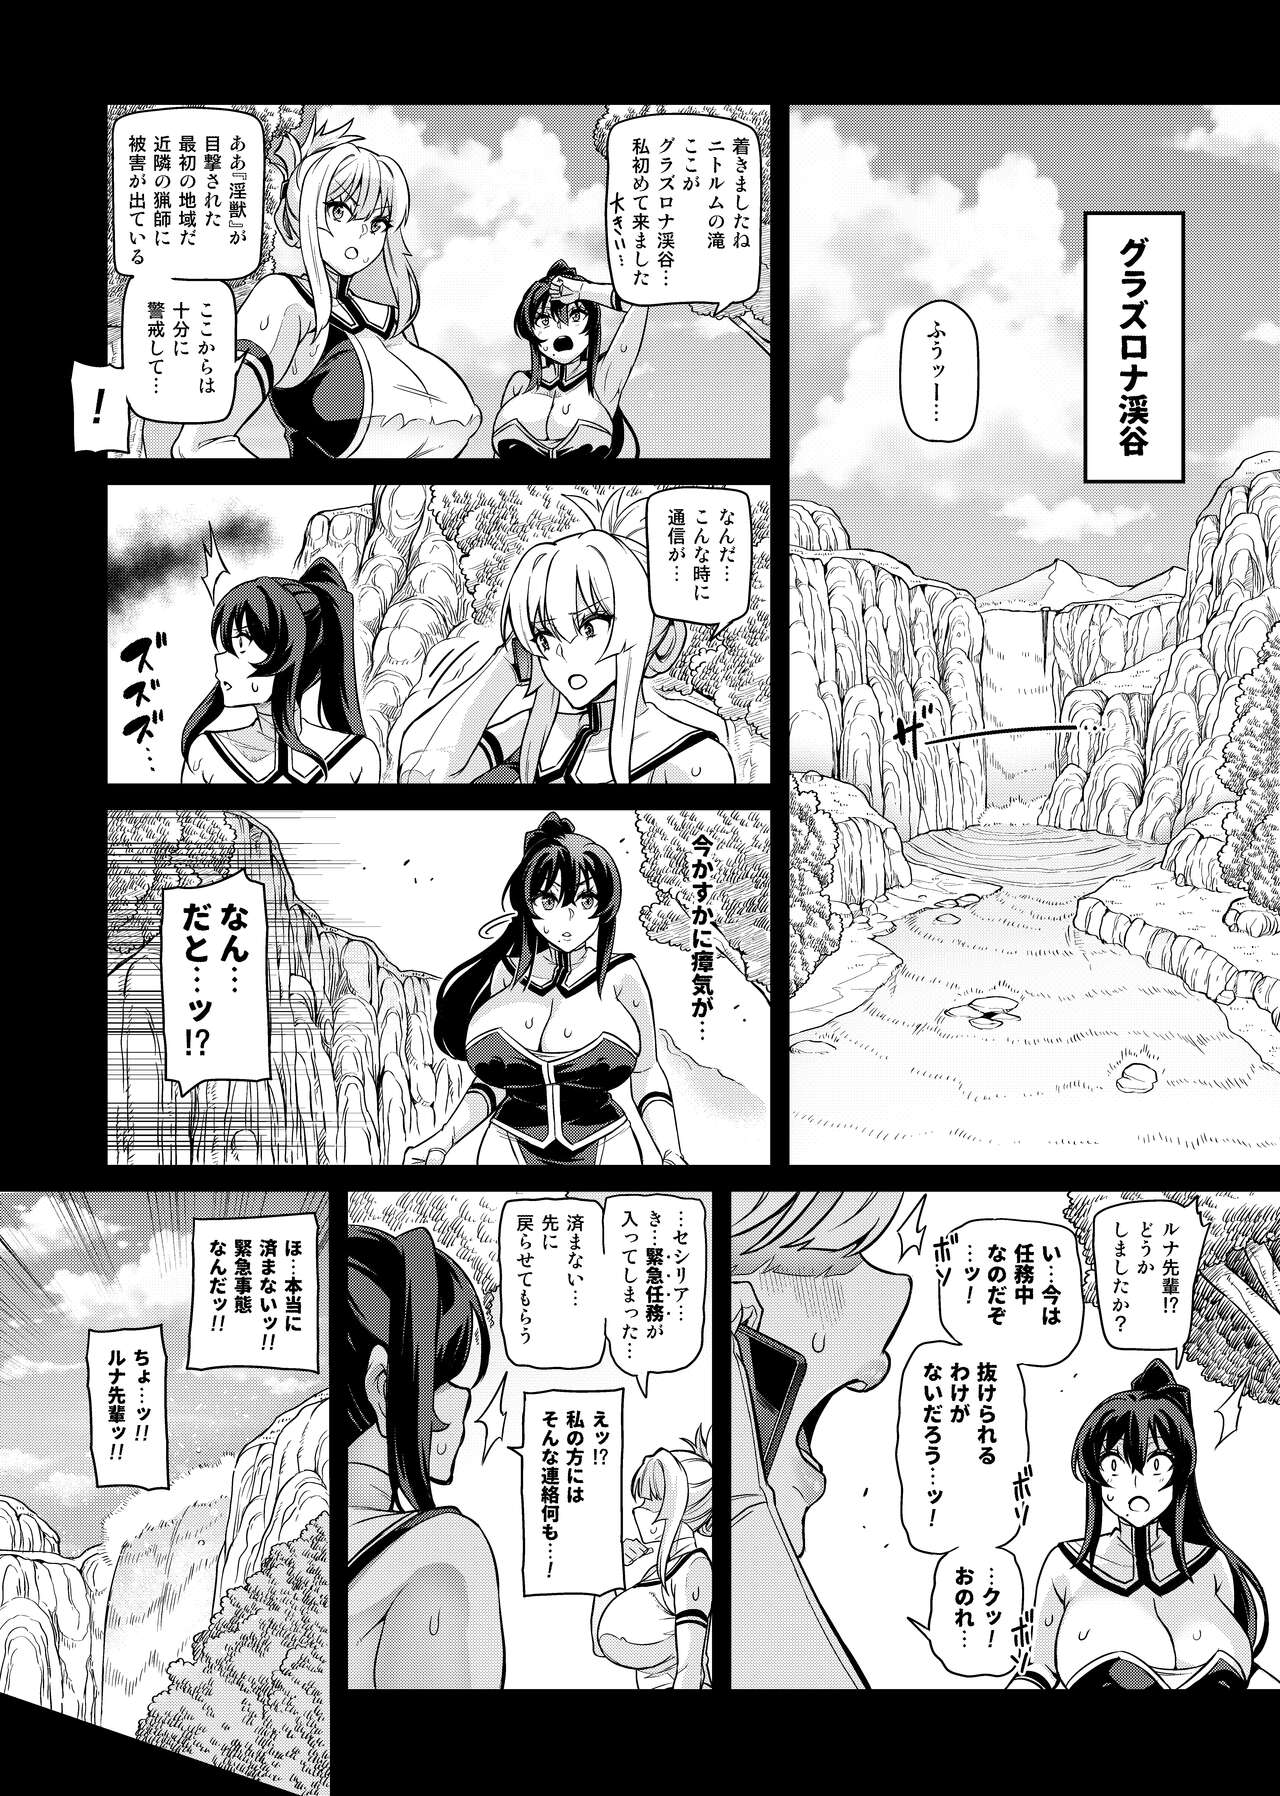 グラズロナ渓谷
ふうッー…
ザーー…
着きましたね
ニトルムの滝
ここが
グラズロナ渓谷…
私初めて来ました
大きぃ…
ああ『淫獣』が
目撃された
最初の地域だ
近隣の猟師に
被害が出ている
ここからは
十分に
警戒して…
！
なんだ…
こんな時に
通信が…
ズズズズ…
今かすかに瘴気が…
なん…
だと…ッ!?
ルナ先輩!?
どうか
しましたか？
い…今は
任務中
なのだぞ
…ッ！
ボソボソ
抜けられる
わけが
ないだろう…ッ！
ボソボソ
…クッ！
おのれ…
…セシリア…
き…緊急任務が
入ってしまった…
済まない…
先に
戻らせてもらう
えッ!?
私の方には
そんな連絡何も…！
ほ…本当に
済まないッ!!
緊急事態
なんだッ!!
ちょ…ッ!!
ルナ先輩ッ!!